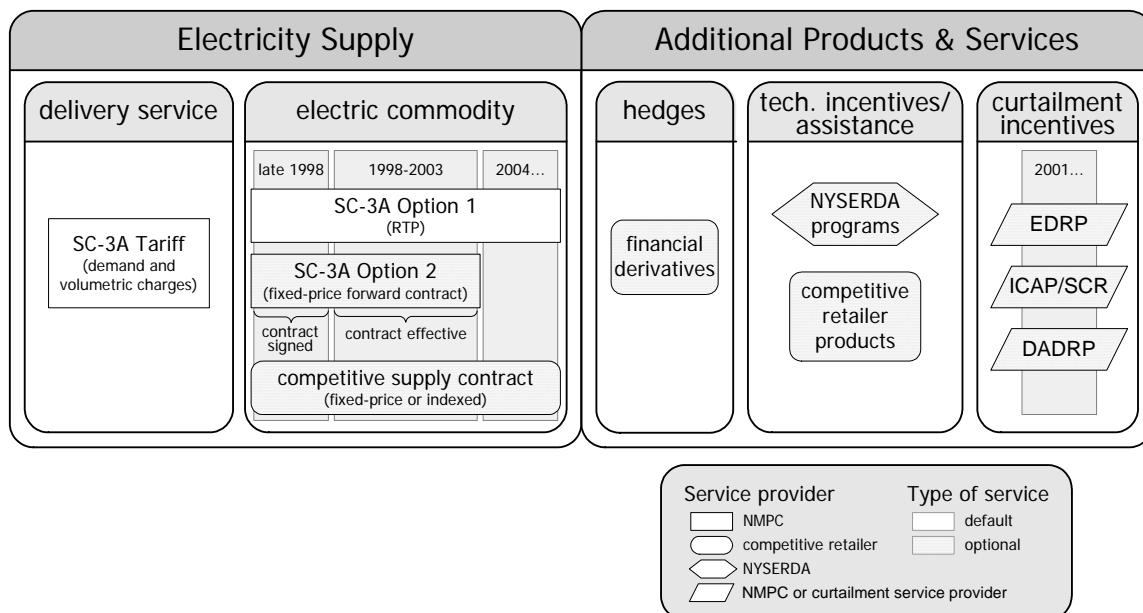 Electricity Supply
Additional Products & Services
delivery service
electric commodity
hedges
tech. incentives/
assistance
curtailment
incentives
late 1998
1998-2003
2004...
2001...
SC-3A Option 1
(RTP)
SC-3A Tariff
(demand and
volumetric charges)
SC-3A Option 2
(fixed-price forward contract)
contract
signed
contract effective
competitive supply contract
(fixed-price or indexed)
financial
derivatives
NYSERDA
programs
competitive
retailer
products
EDRP
ICAP/SCR
DADRP
Service provider
NMPC
competitive retailer
NYSERDA
NMPC or curtailment service provider
Type of service
default
optional